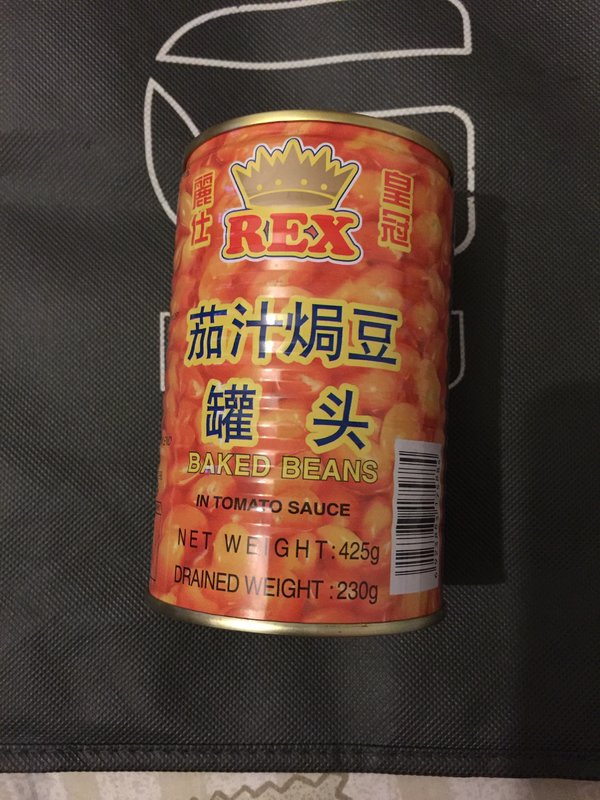 麗仕
REX
皇冠
茄汁焗豆
罐 头
BAKED BEANS
IN TOMATO SAUCE
NET WEIGHT:425g
DRAINED WEIGHT:230g